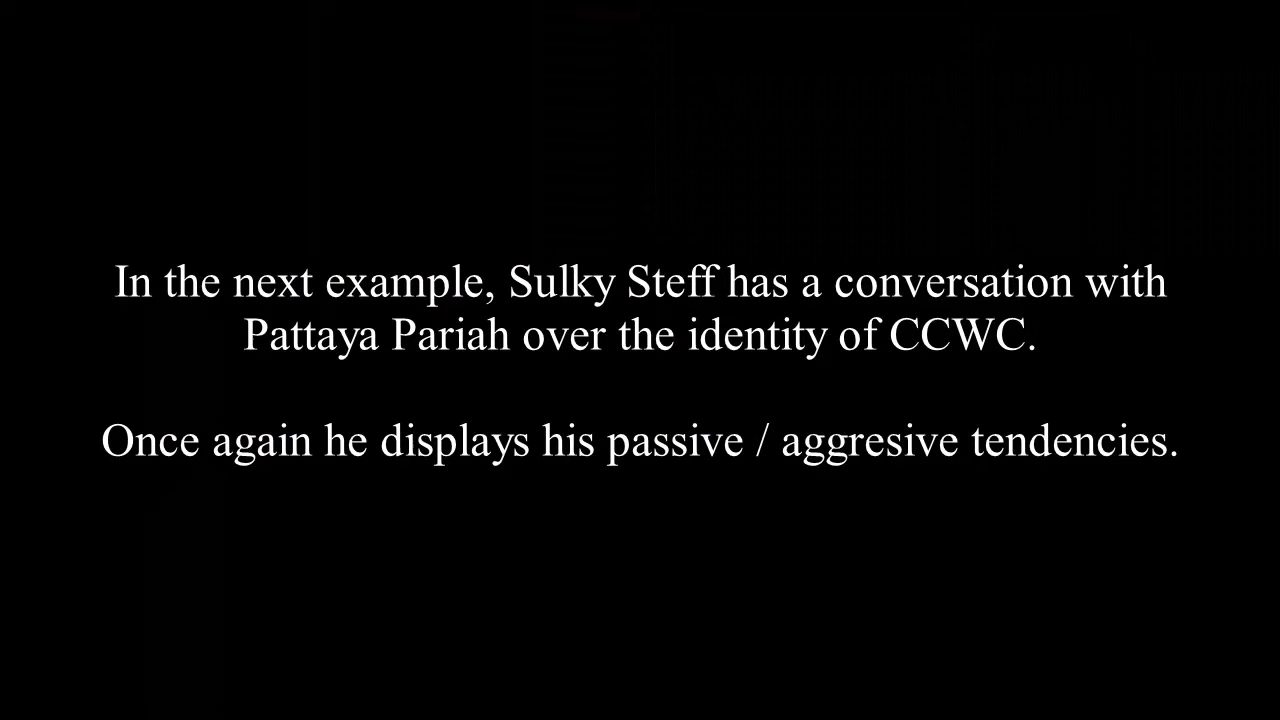 In the next example, Sulky Steff has a conversation with
Pattaya Pariah over the identity of CCWC.
Once again he displays his passive / aggresive tendencies.